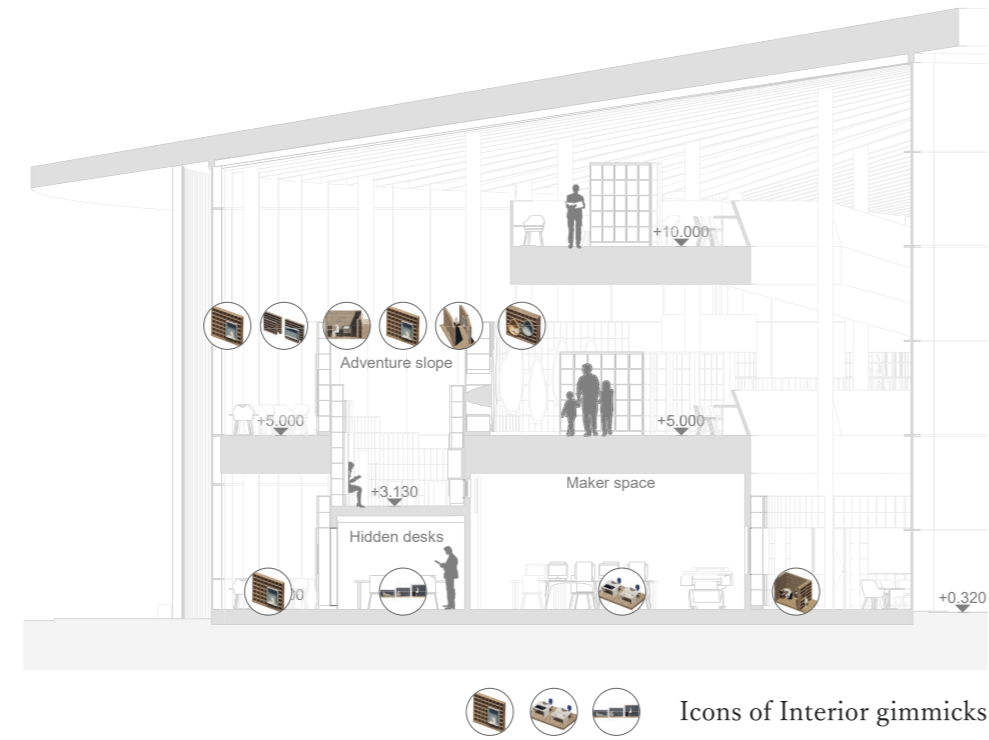 +10.000
Adventure slope
+5.000
+5.000
Maker space
+3.130
Hidden desks
+0.320
Icons of Interior gimmicks